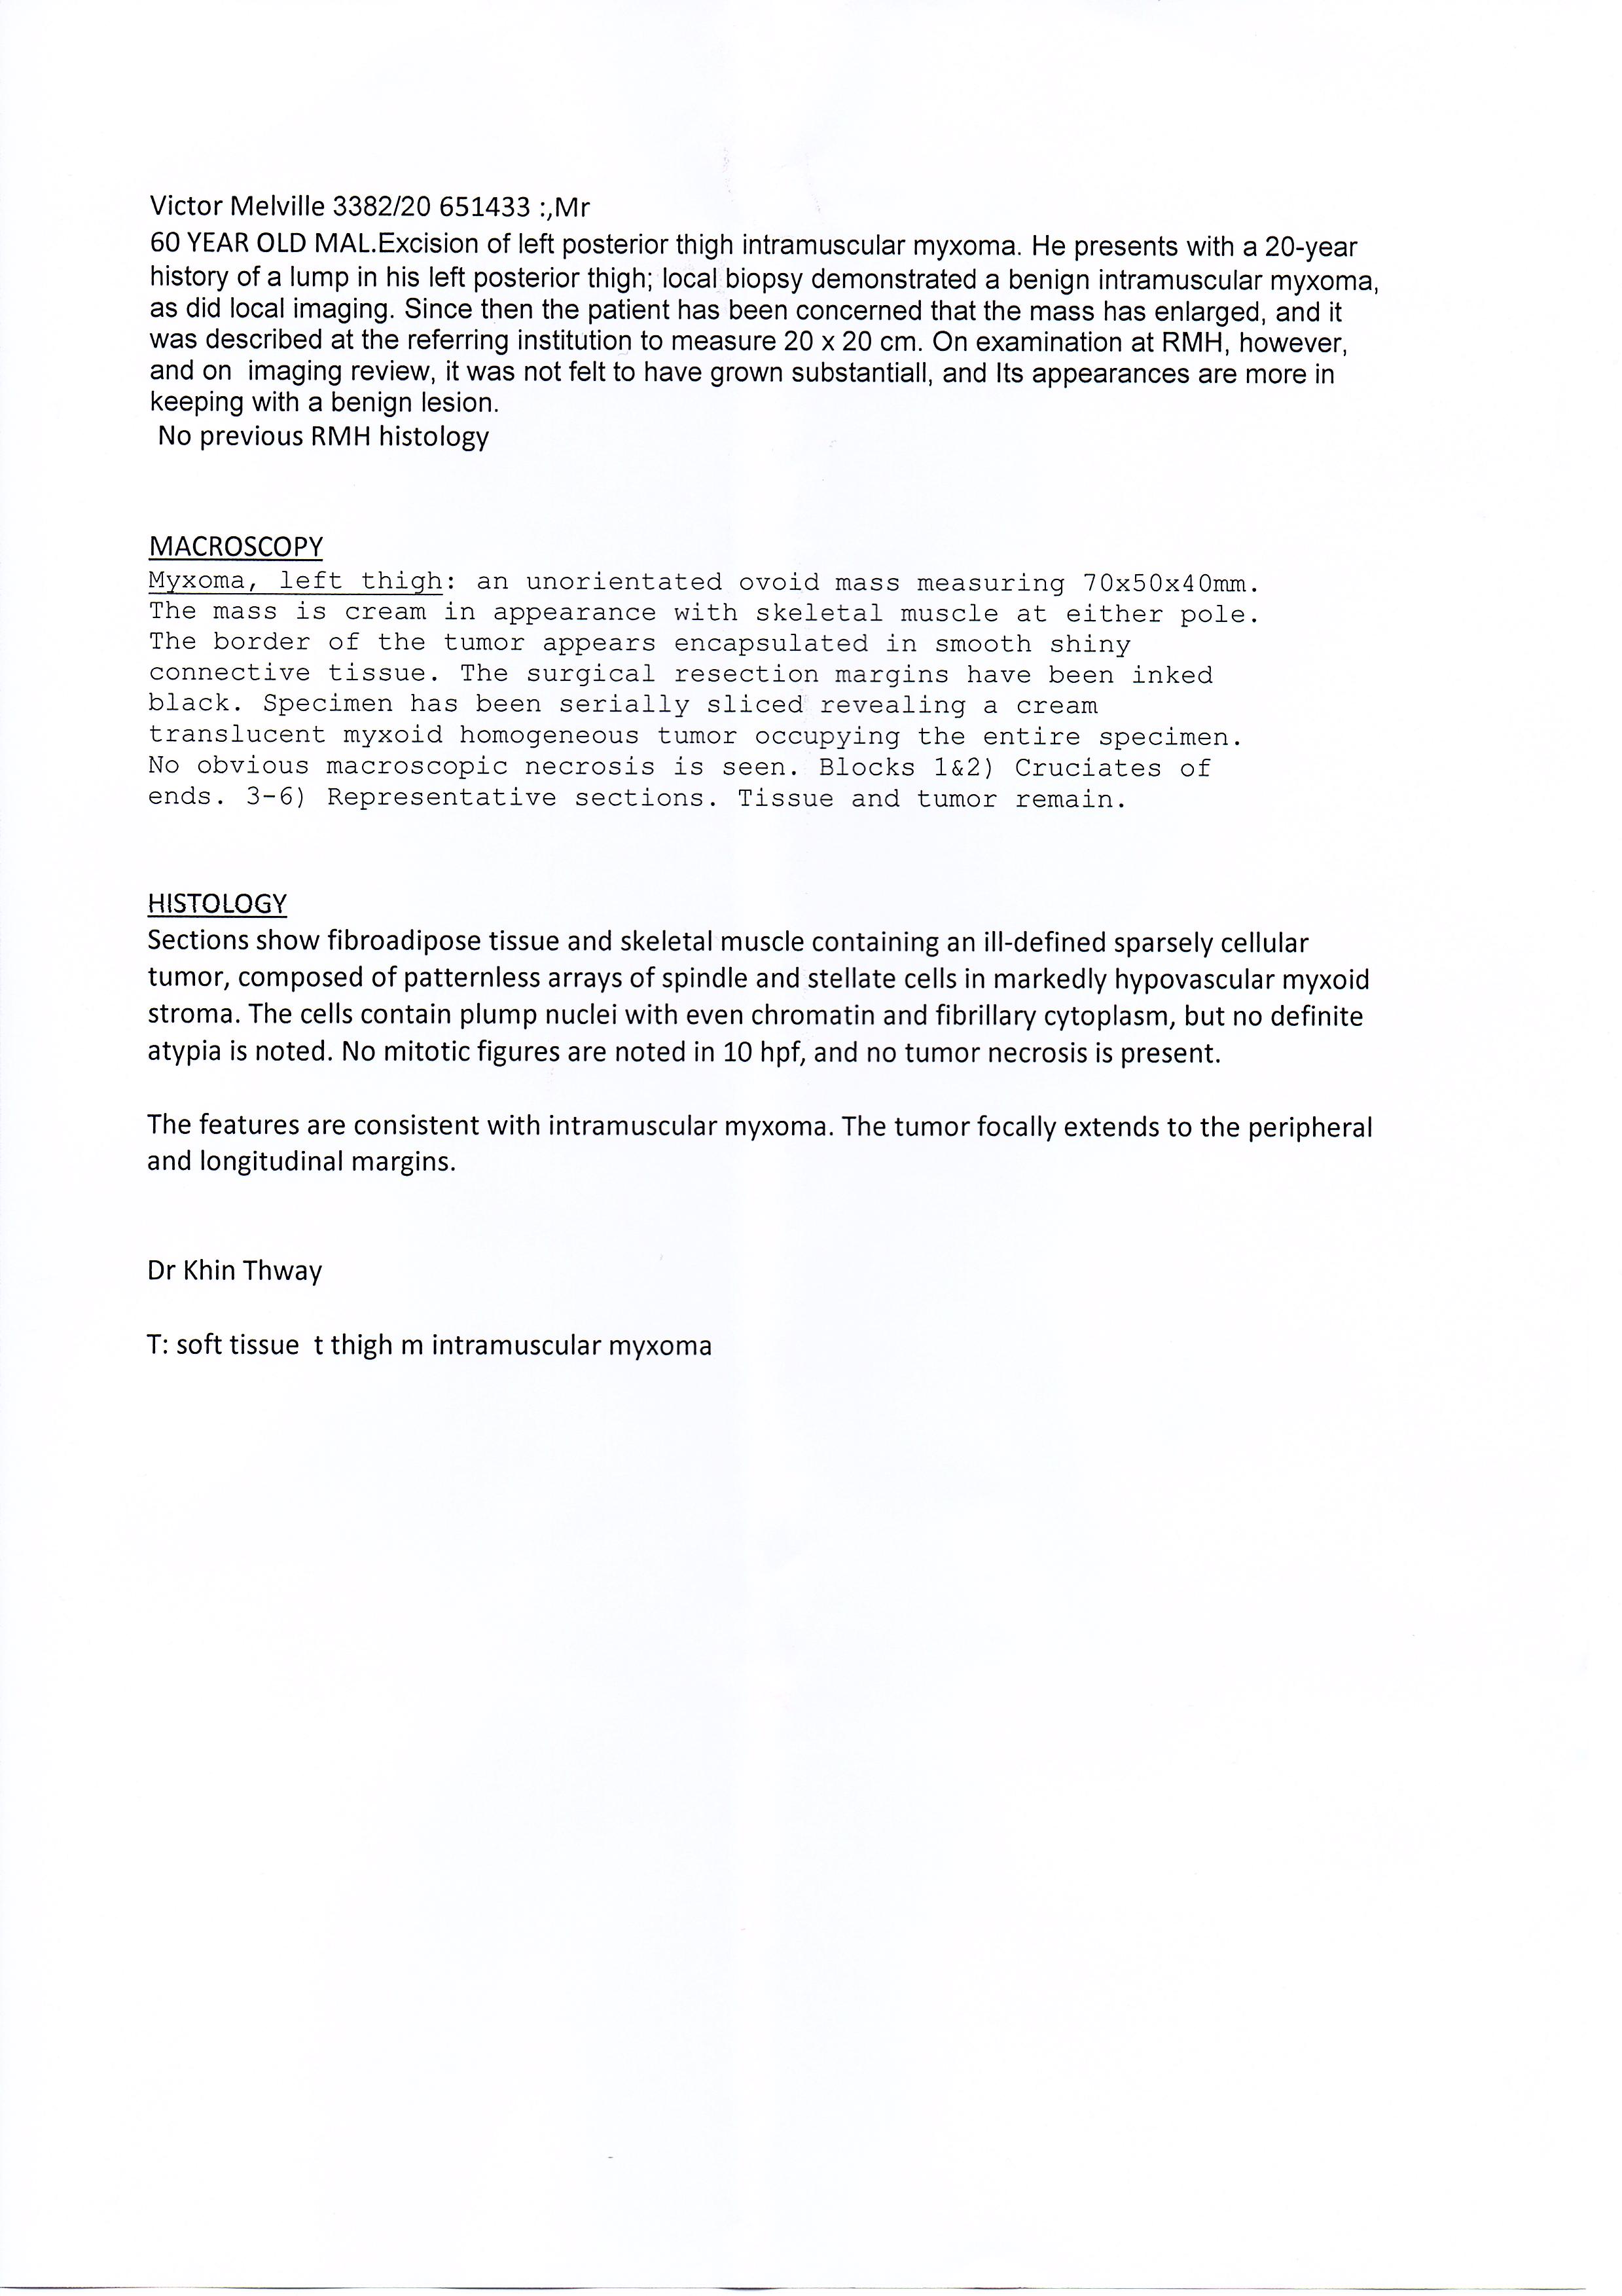 Victor Melville 3382/20 651433 :,Mr
60 YEAR OLD MAL.Excision of left posterior thigh intramuscular myxoma. He presents with a 20-year
history of a lump in his left posterior thigh; local biopsy demonstrated a benign intramuscular myxoma,
as did local imaging. Since then the patient has been concerned that the mass has enlarged, and it
was described at the referring institution to measure 20 x 20 cm. On examination at RMH, however,
and on  imaging review, it was not felt to have grown substantiall, and Its appearances are more in
keeping with a benign lesion.
No previous RMH histology
MACROSCOPY
Myxoma, left thigh: an unorientated ovoid mass measuring 70x50x40mm.
The mass is cream in appearance with skeletal muscle at either pole.
The border of the tumor appears encapsulated in smooth shiny
connective tissue. The surgical resection margins have been inked
black. Specimen has been serially sliced revealing a cream
translucent myxoid homogeneous tumor occupying the entire specimen.
No obvious macroscopic necrosis is seen. Blocks 1&2) Cruciates of
ends. 3-6) Representative sections. Tissue and tumor remain.
HISTOLOGY
Sections show fibroadipose tissue and skeletal muscle containing an ill-defined sparsely cellular
tumor, composed of patternless arrays of spindle and stellate cells in markedly hypovascular myxoid
stroma. The cells contain plump nuclei with even chromatin and fibrillary cytoplasm, but no definite
atypia is noted. No mitotic figures are noted in 10 hpf, and no tumor necrosis is present.
The features are consistent with intramuscular myxoma. The tumor focally extends to the peripheral
and longitudinal margins.
Dr Khin Thway
T: soft tissue  t thigh m intramuscular myxoma